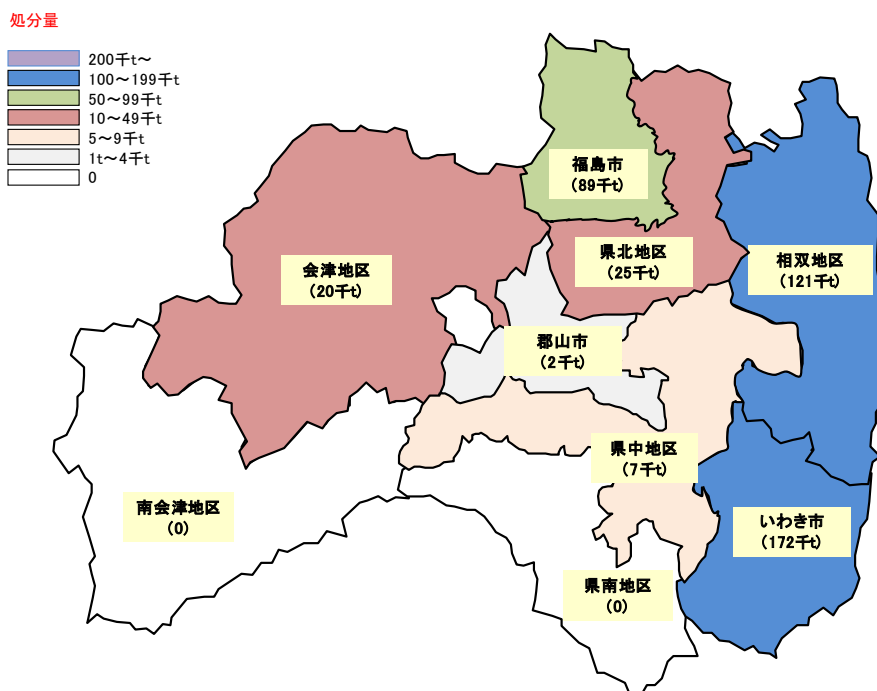 処分量
200千t～
100～199千t
50～99千t
10～49千t
5～9千t
1t～4千t
0
福島市
(89千t)
県北地区
(25千t)
相双地区
(121千t)
会津地区
(20千t)
郡山市
(2千t)
県中地区
(7千t)
南会津地区
(0)
いわき市
(172千t)
県南地区
(0)